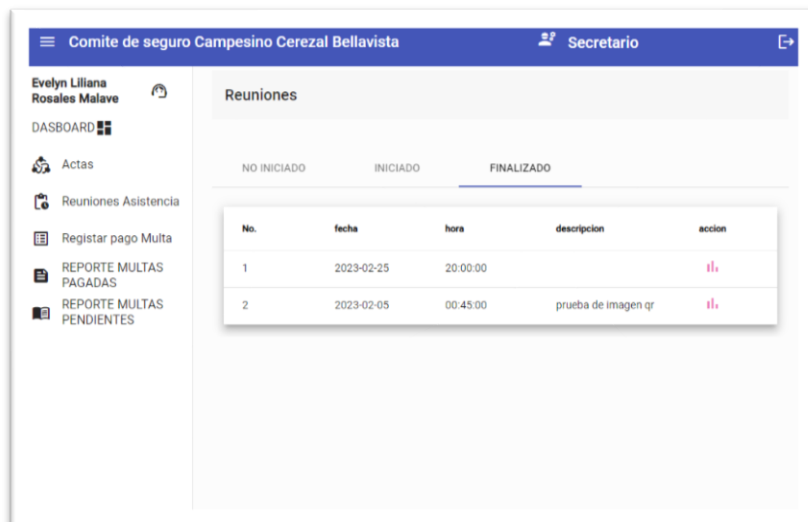 Comite de seguro Campesino Cerezal Bellavista
Secretario
Evelyn Liliana
Rosales Malave
DASBOARD
Actas
Reuniones Asistencia
Registar pago Multa
REPORTE MULTAS
PAGADAS
REPORTE MULTAS
PENDIENTES
Reuniones
NO INICIADO INICIADO FINALIZADO
No. fecha hora descripcion accion
1 2023-02-25 20:00:00
2 2023-02-05 00:45:00 prueba de imagen qr